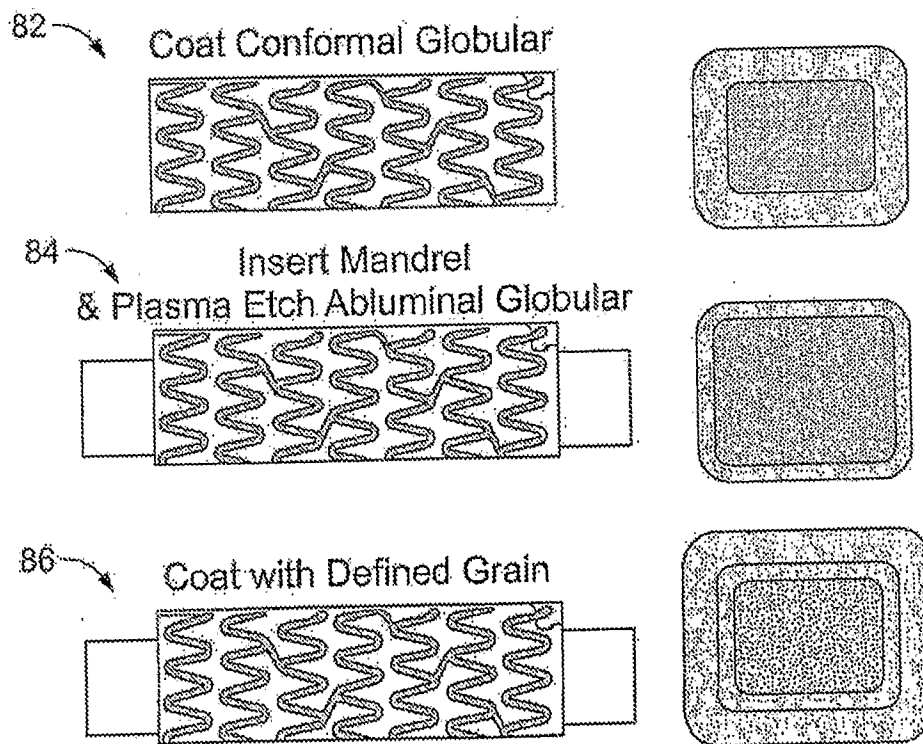 82
Coat Conformal Globular
84
Insert Mandrel
& Plasma Etch Abluminal Globular
86
Coat with Defined Grain